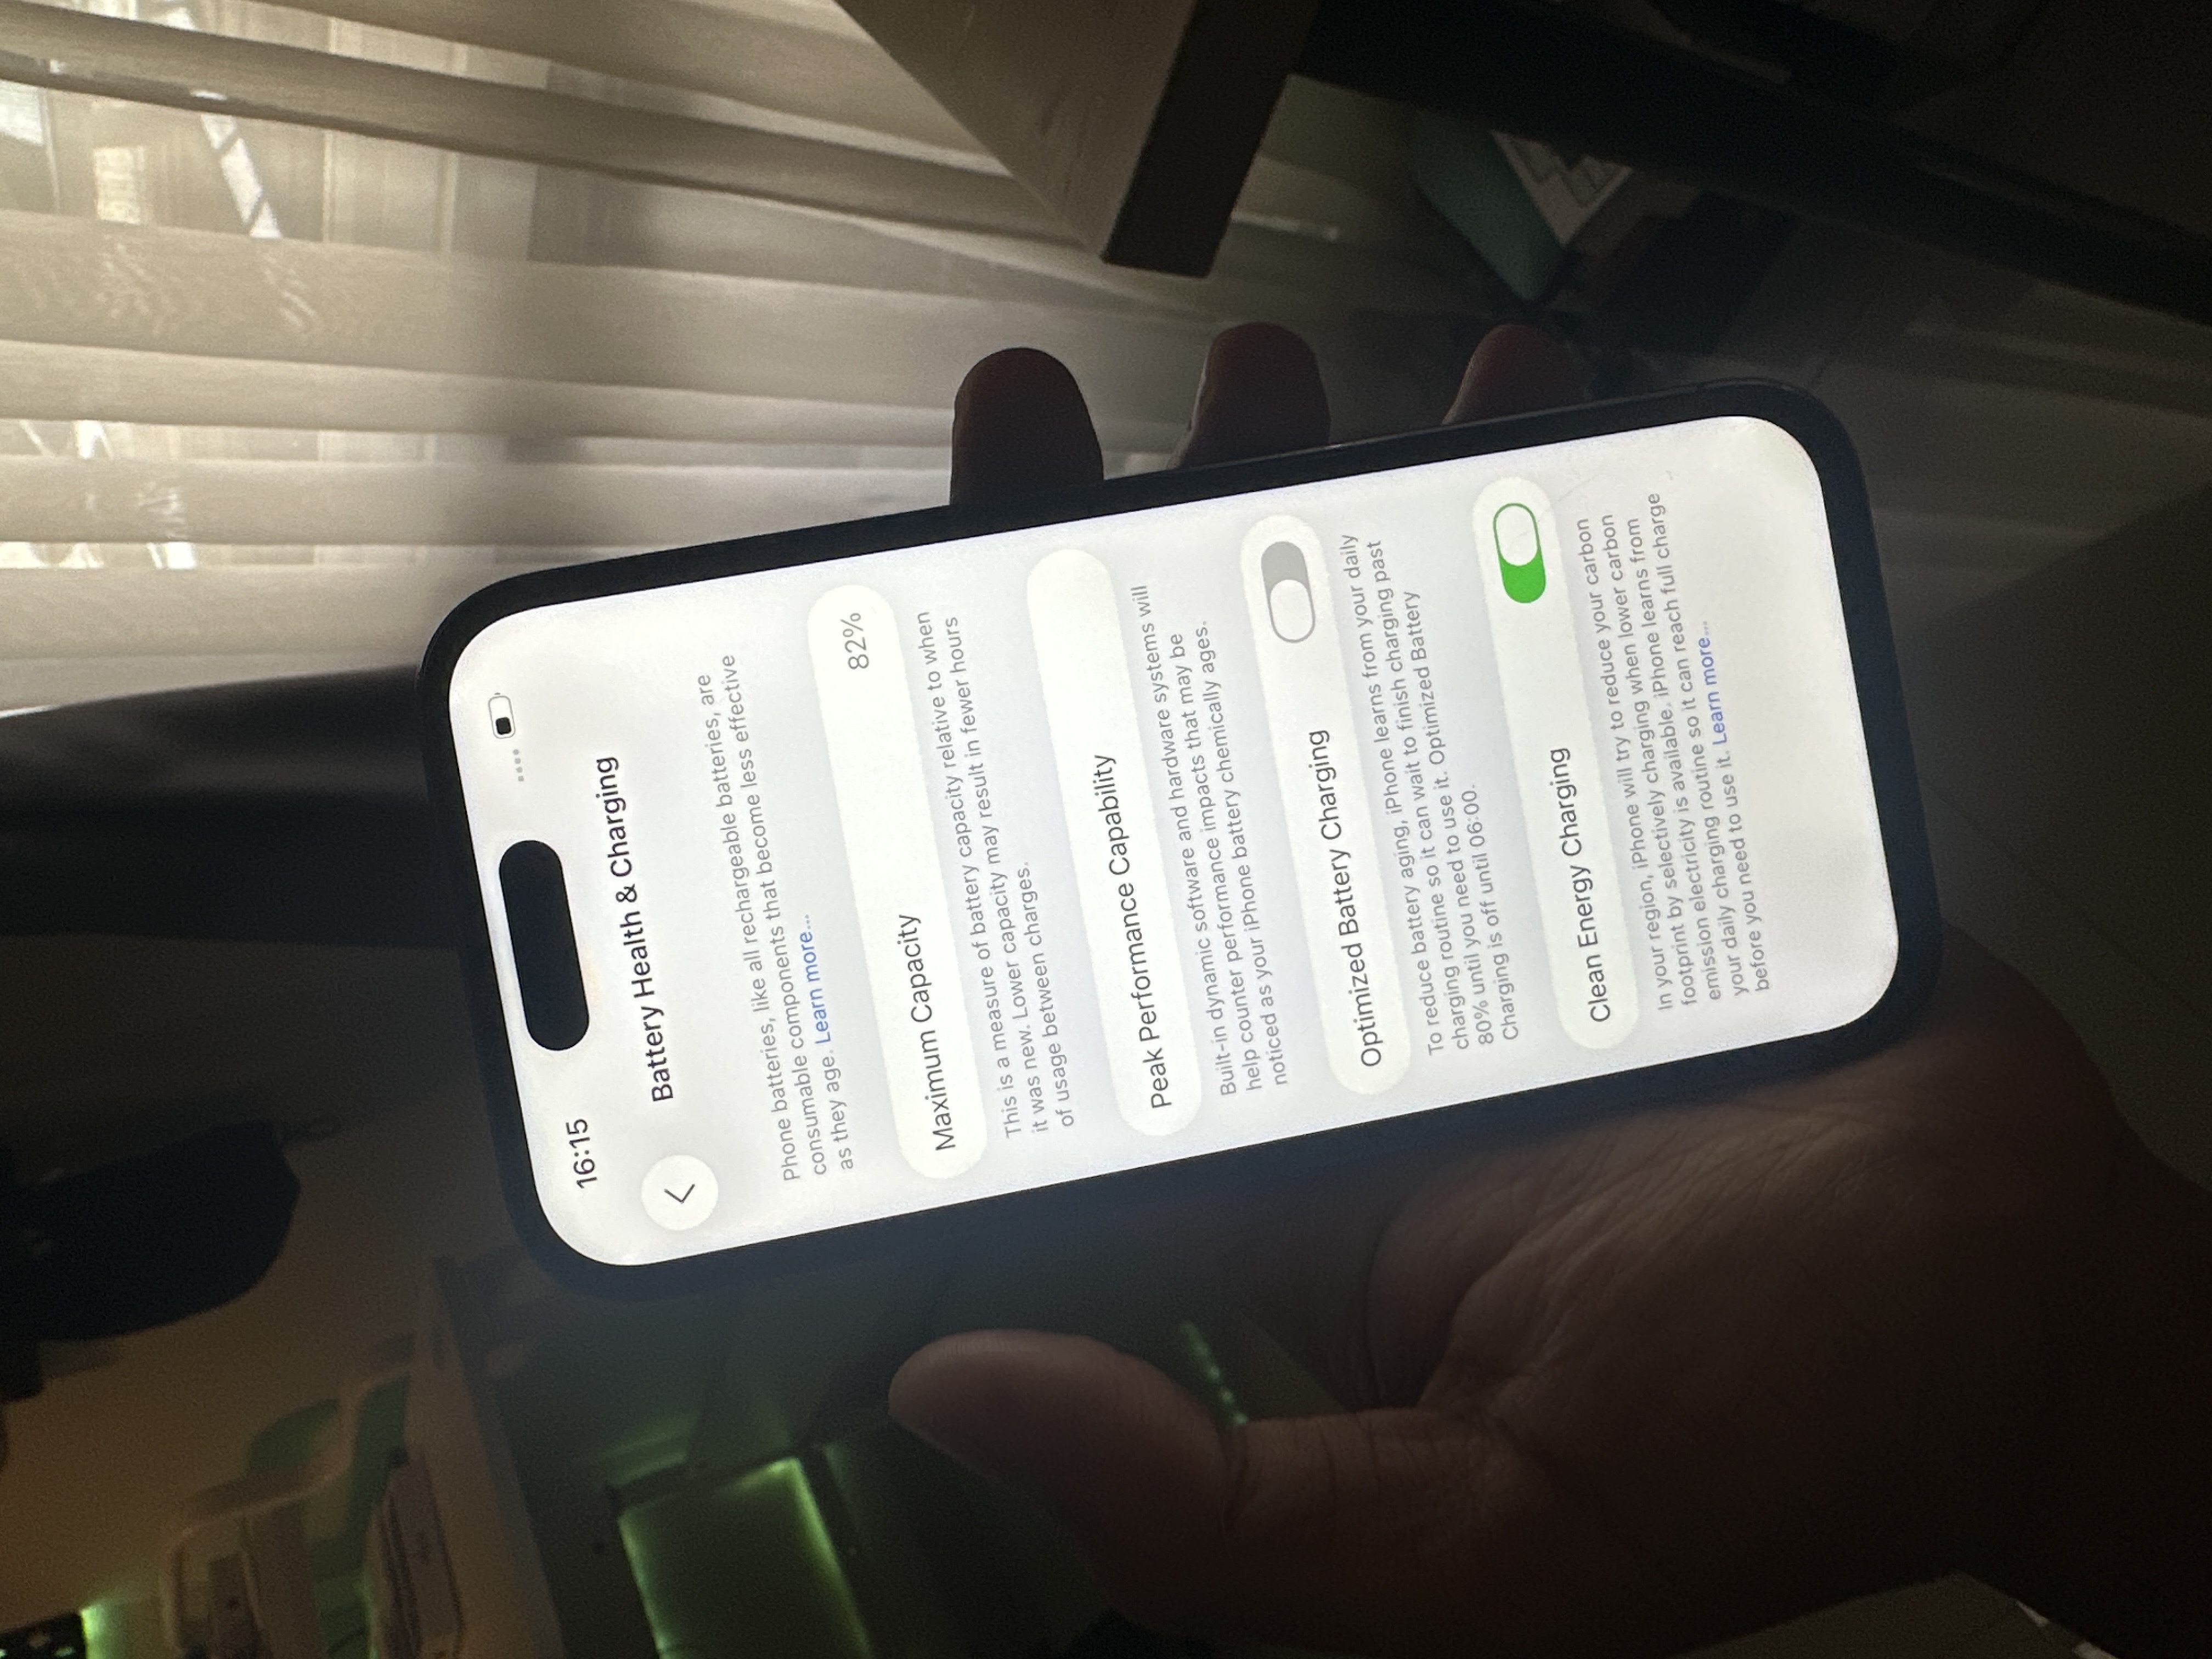 16:15
Battery Health & Charging
Phone batteries, like all rechargeable batteries, are
consumable components that become less effective
as they age. Learn more...
Maximum Capacity 82%
This is a measure of battery capacity relative to when
it was new. Lower capacity may result in fewer hours
of usage between charges.
Peak Performance Capability
Built-in dynamic software and hardware systems will
help counter performance impacts that may be
noticed as your iPhone battery chemically ages.
Optimized Battery Charging
To reduce battery aging, iPhone learns from your daily
charging routine so it can wait to finish charging past
80% until you need to use it. Optimized Battery
Charging is off until 06:00.
Clean Energy Charging
In your region, iPhone will try to reduce your carbon
footprint by selectively charging when lower carbon
emission electricity is available. iPhone learns from
your daily charging routine so it can reach full charge
before you need to use it. Learn more...